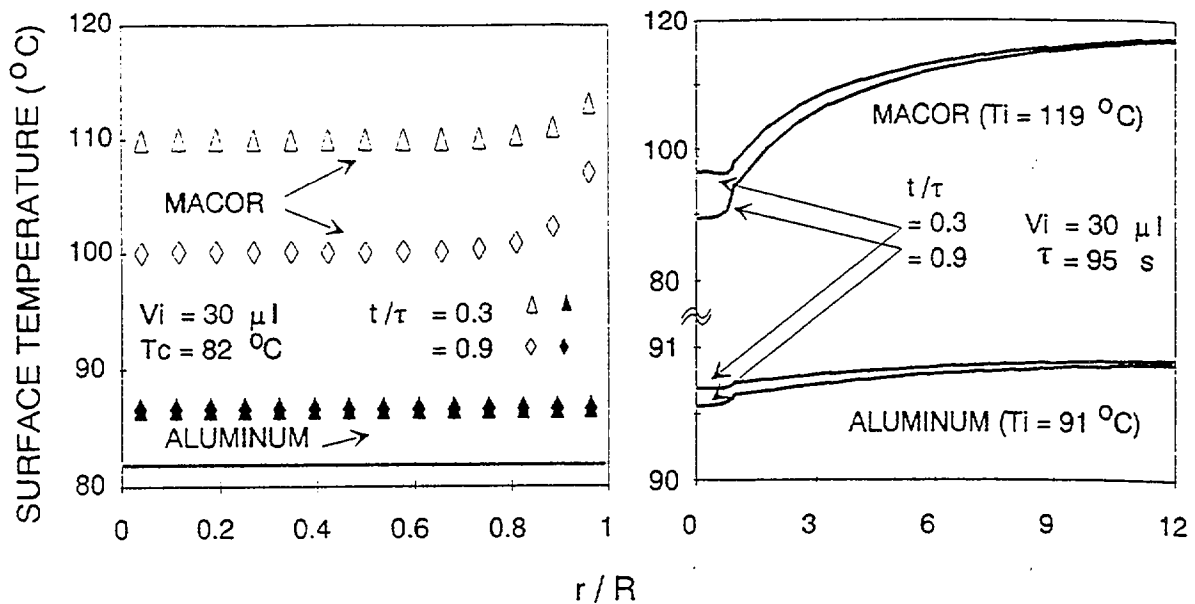 SURFACE TEMPERATURE (°C)
120
110
100
90
80
MACOR
Vi = 30 μl
Tc = 82 °C
t/τ = 0.3
= 0.9
ALUMINUM
0
0.2
0.4
0.6
0.8
1
120
100
80
91
90
MACOR (Ti = 119 °C)
t/τ
= 0.3
= 0.9
Vi = 30 μl
τ = 95 s
ALUMINUM (Ti = 91 °C)
0
3
6
9
12
r / R